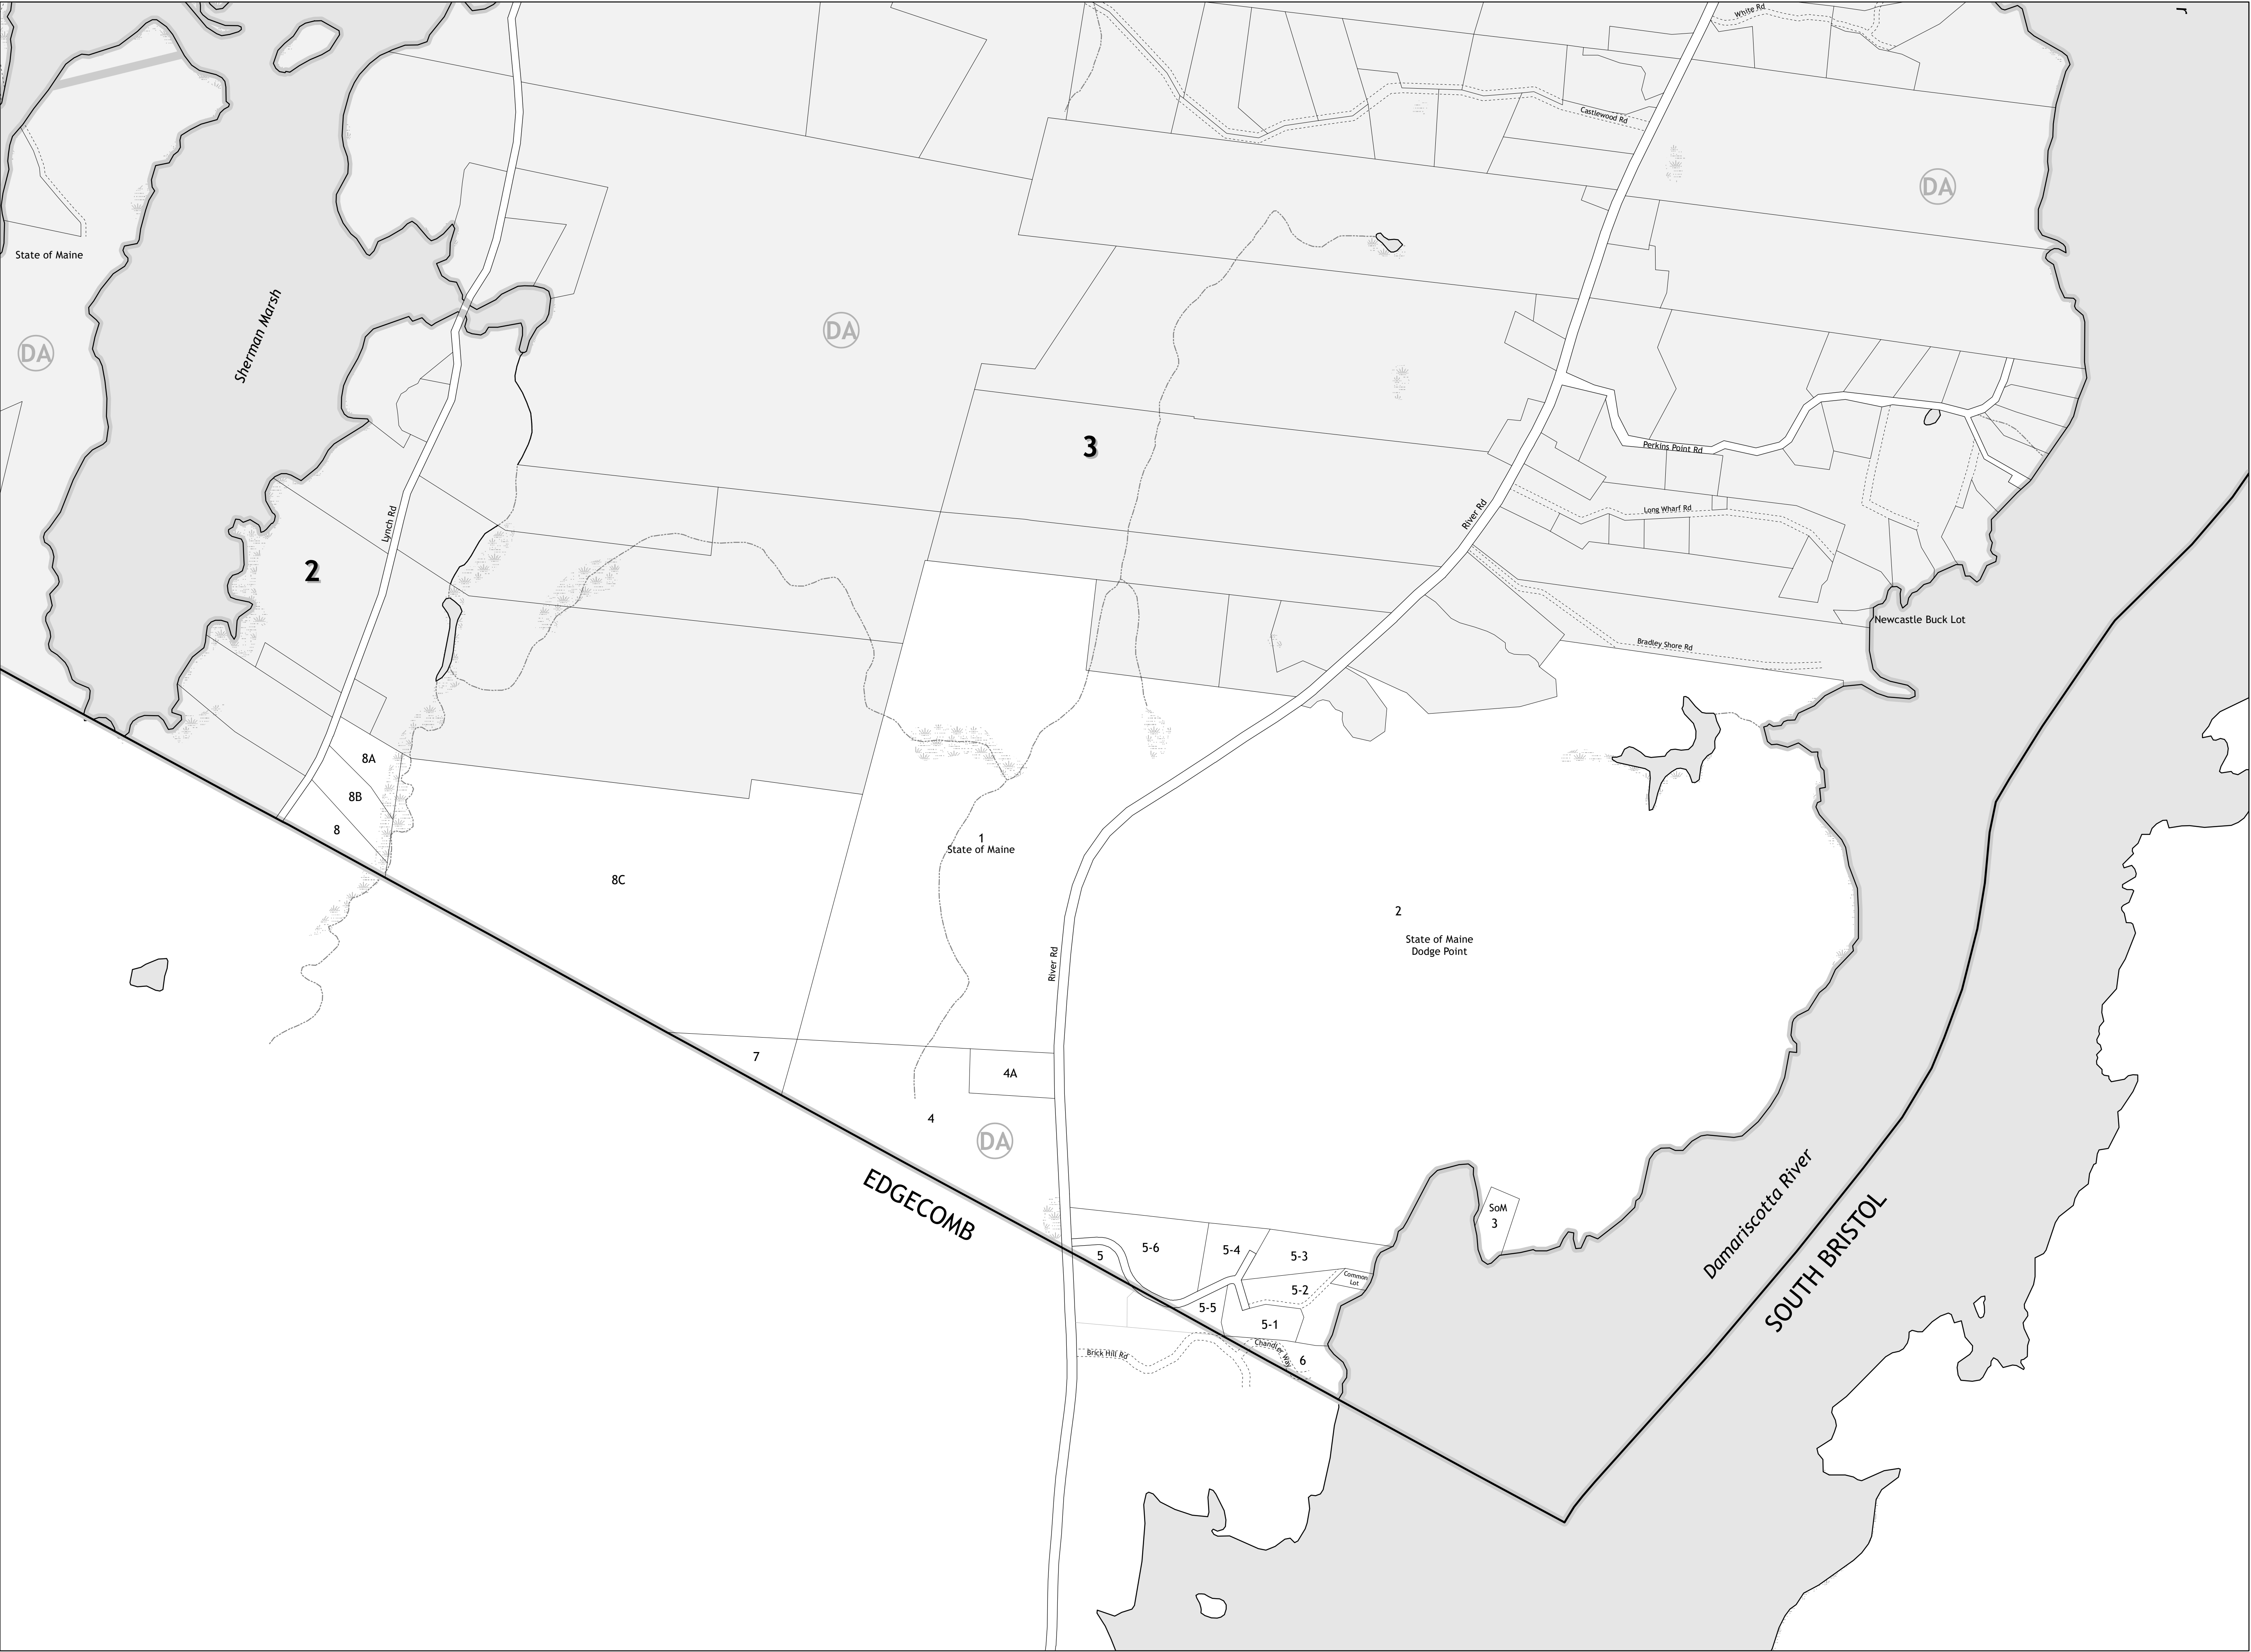 White Rd
Castlewood Rd
DA
State of Maine
DA
Sherman Marsh
DA
3
Perkins Point Rd
Lynch Rd
River Rd
Long Wharf Rd
2
Newcastle Buck Lot
Bradley Shore Rd
8A
8B
8
1
State of Maine
8C
2
State of Maine
Dodge Point
River Rd
7
4A
4
DA
EDGECOMB
Damariscotta River
SOUTH BRISTOL
SoM
3
5
5-6
5-4
5-3
Common
Lot
5-2
5-5
5-1
Chandler Way
6
Brick Hill Rd